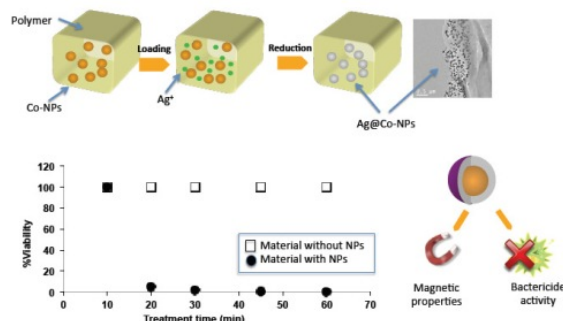 Polymer
Loading
Reduction
Co-NPs
Ag⁺
Ag@Co-NPs
120
100
80
60
40
20
0
%Viability
0 10 20 30 40 50 60 70
Treatment time (min)
Material without NPs
Material with NPs
Magnetic
properties
Bactericide
activity